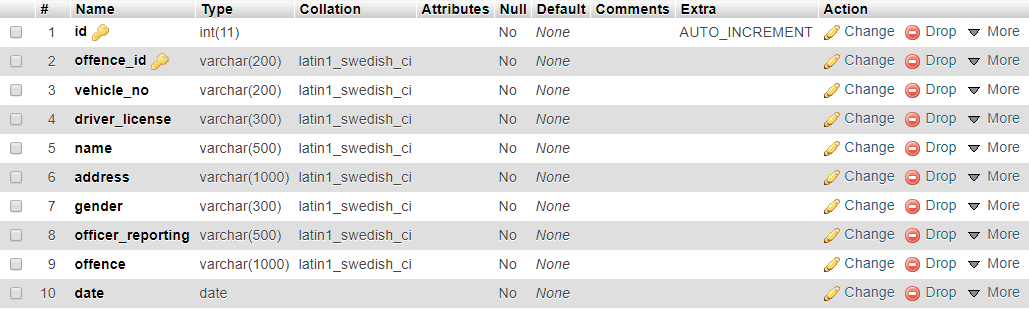 # Name Type Collation Attributes Null Default Comments Extra Action
1 id int(11) No None AUTO_INCREMENT Change Drop More
2 offence_id varchar(200) latin1_swedish_ci No None Change Drop More
3 vehicle_no varchar(200) latin1_swedish_ci No None Change Drop More
4 driver_license varchar(300) latin1_swedish_ci No None Change Drop More
5 name varchar(500) latin1_swedish_ci No None Change Drop More
6 address varchar(1000) latin1_swedish_ci No None Change Drop More
7 gender varchar(300) latin1_swedish_ci No None Change Drop More
8 officer_reporting varchar(500) latin1_swedish_ci No None Change Drop More
9 offence varchar(1000) latin1_swedish_ci No None Change Drop More
10 date date No None Change Drop More